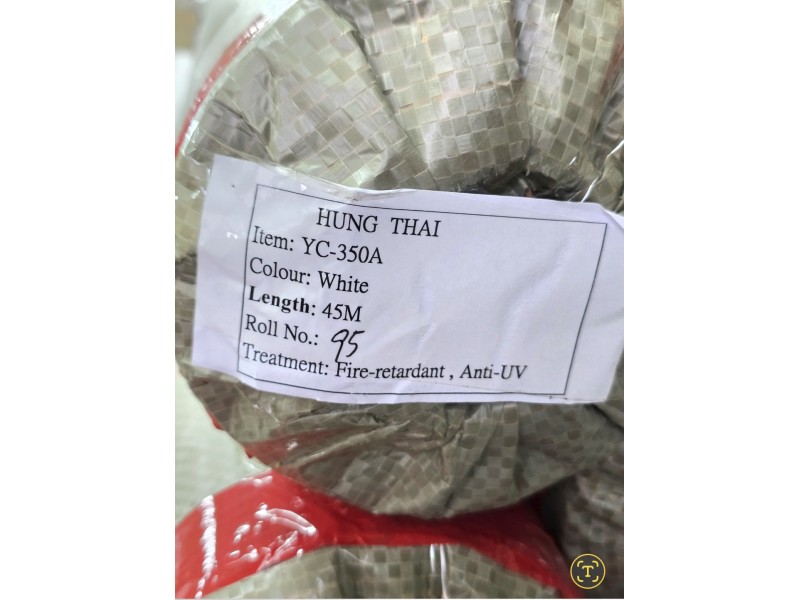 HUNG THAI
Item: YC-350A
Colour: White
Length: 45M
Roll No.: 95
Treatment: Fire-retardant , Anti-UV
T